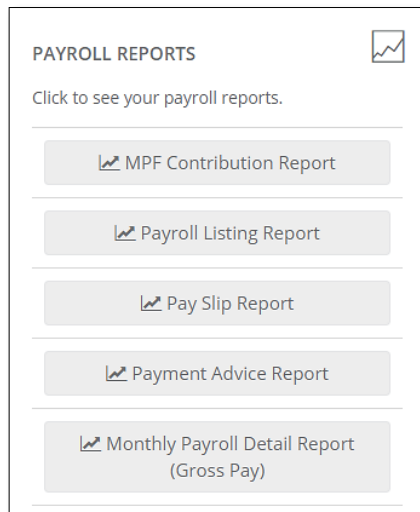 PAYROLL REPORTS
Click to see your payroll reports.
MPF Contribution Report
Payroll Listing Report
Pay Slip Report
Payment Advice Report
Monthly Payroll Detail Report
(Gross Pay)